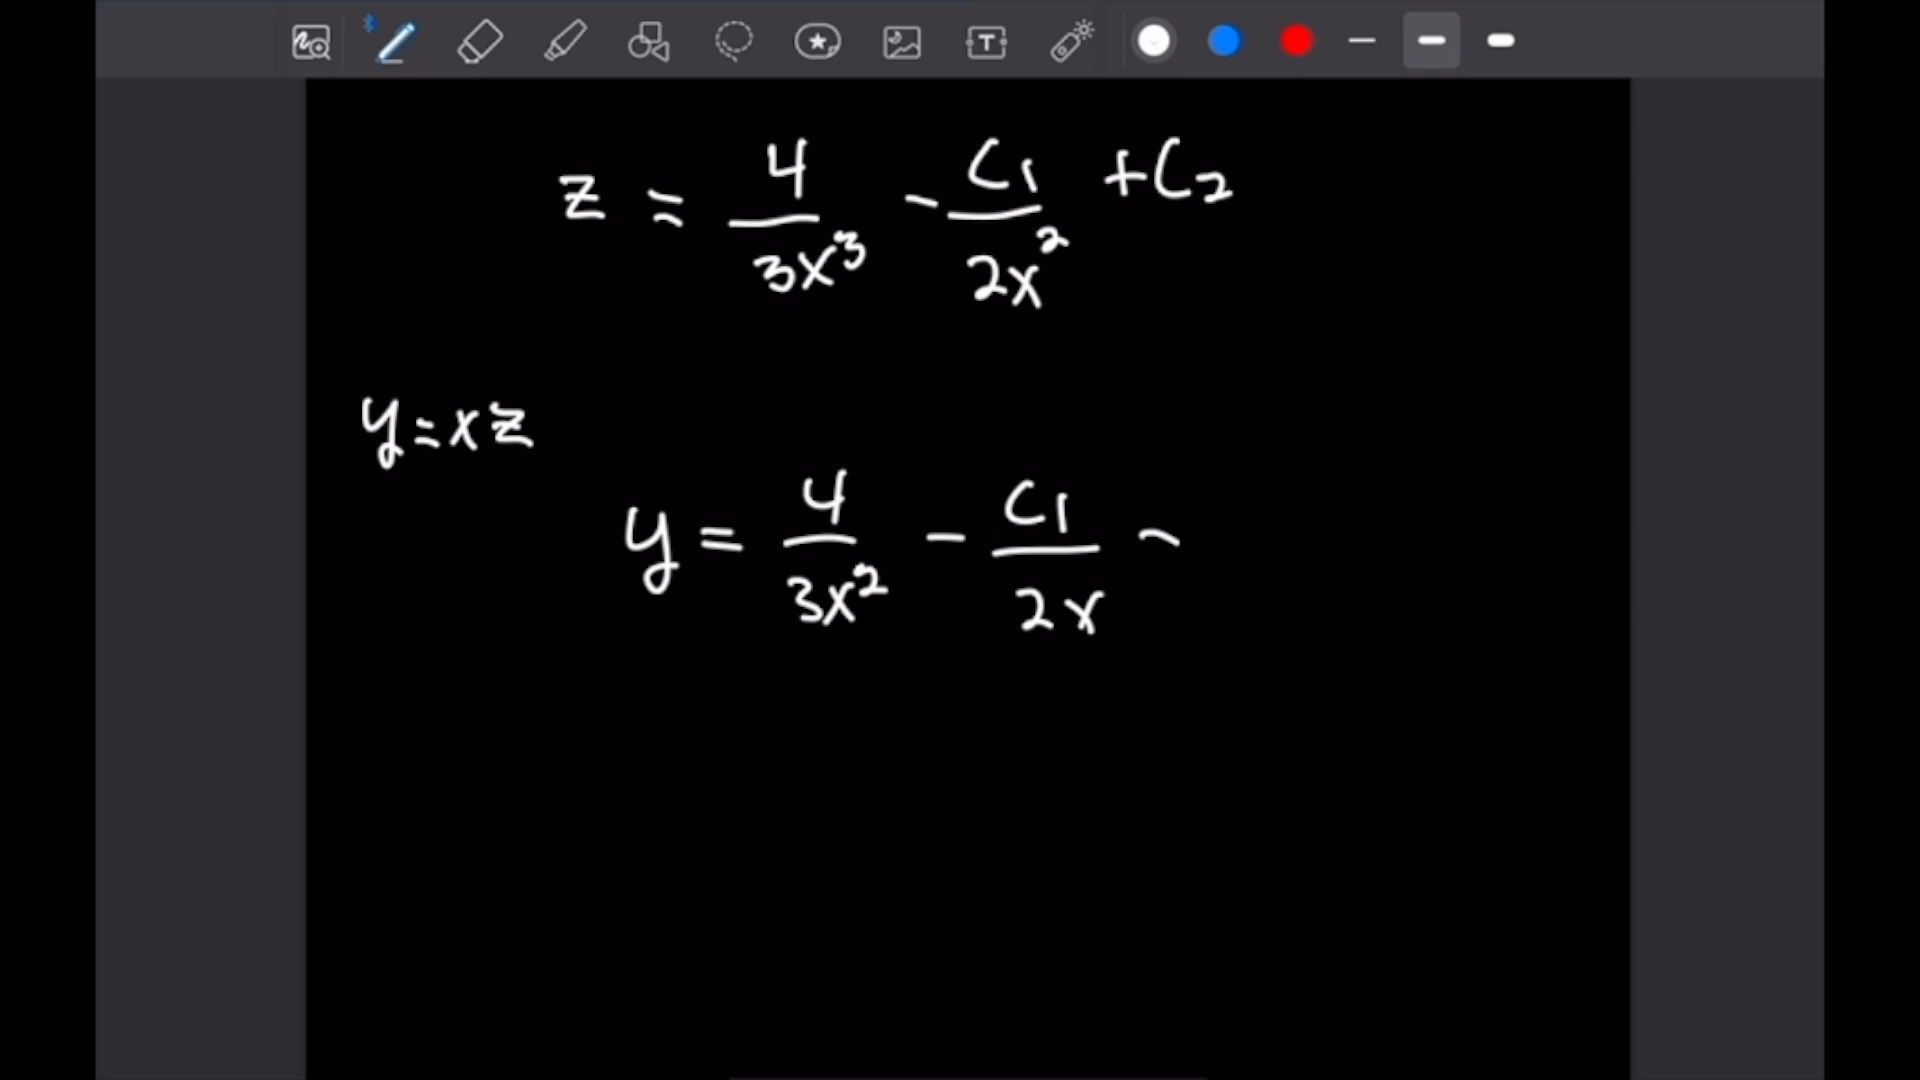 z = 4/3x³ - C₁/2x² + C₂
y = xz
y = 4/3x² - C₁/2x -